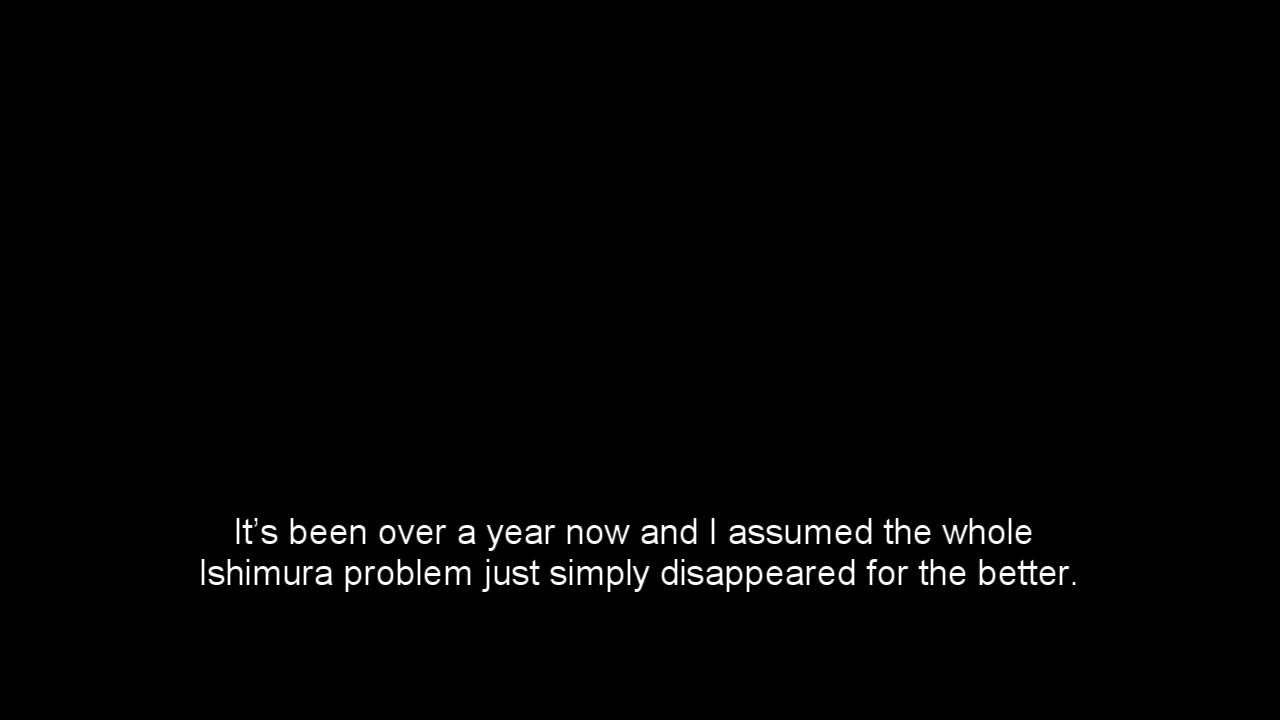 It’s been over a year now and I assumed the whole
Ishimura problem just simply disappeared for the better.